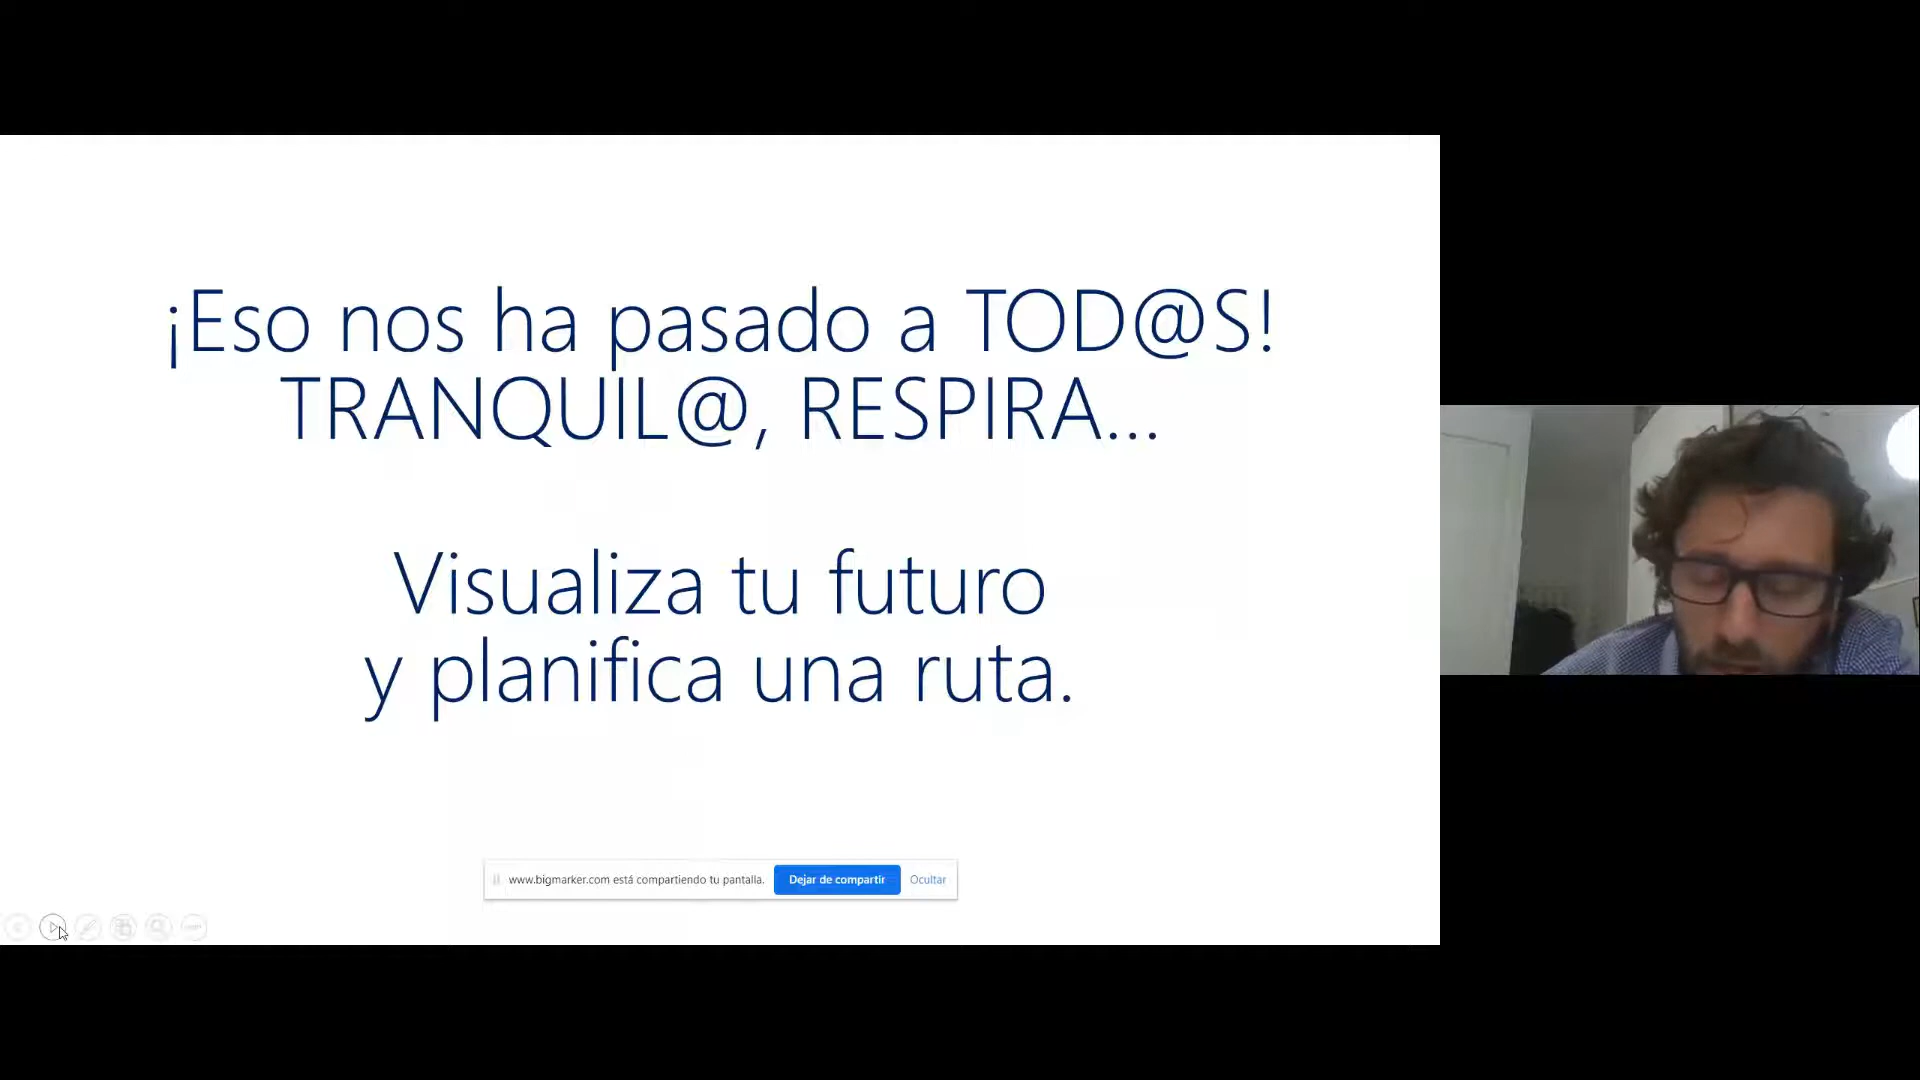 ¡Eso nos ha pasado a TOD@S!
TRANQUIL@, RESPIRA...
Visualiza tu futuro
y planifica una ruta.
www.bigmarker.com está compartiendo tu pantalla. Dejar de compartir Ocultar